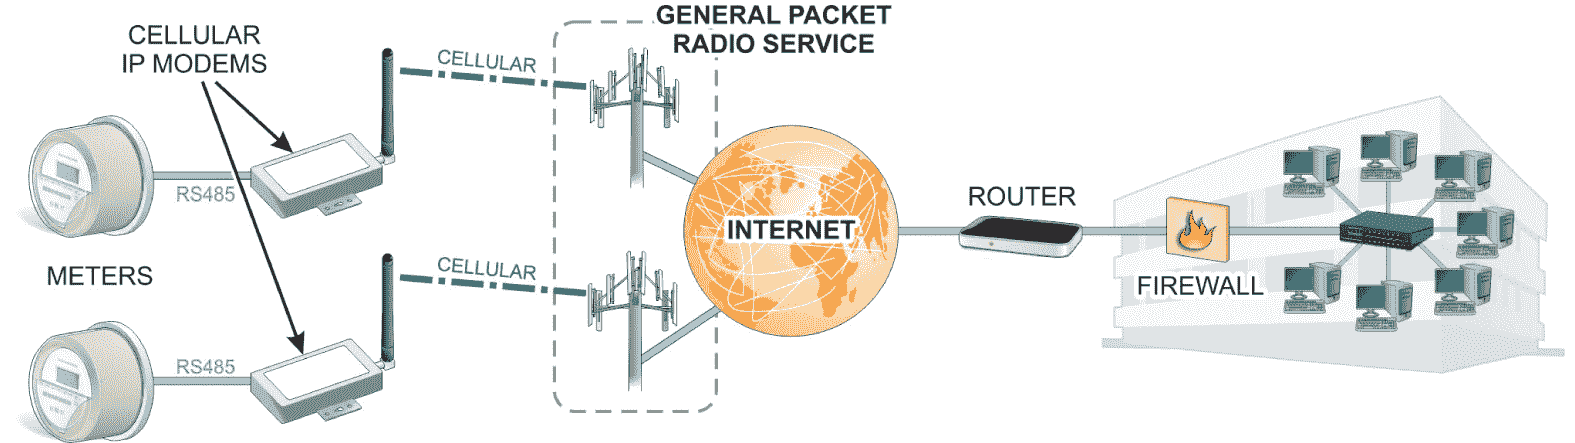 GENERAL PACKET
RADIO SERVICE
CELLULAR
IP MODEMS
CELLULAR
RS485
ROUTER
INTERNET
METERS
CELLULAR
FIREWALL
RS485